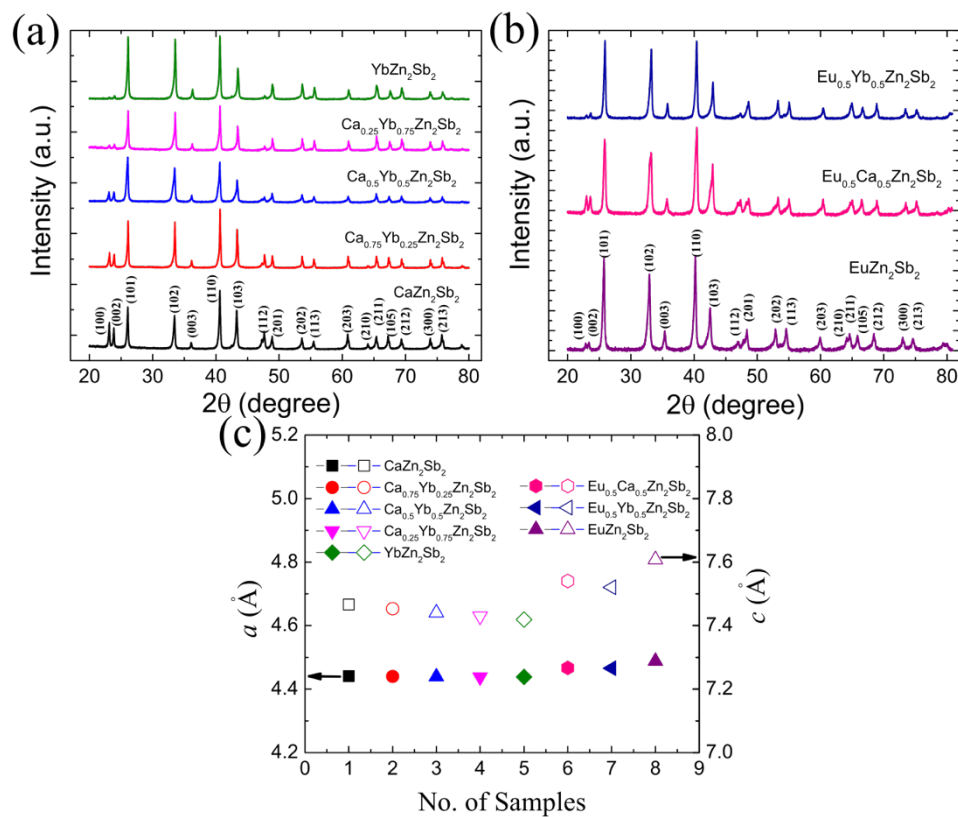 (a)
YbZn₂Sb₂
Ca₀.₂₅Yb₀.₇₅Zn₂Sb₂
Ca₀.₅Yb₀.₅Zn₂Sb₂
Ca₀.₇₅Yb₀.₂₅Zn₂Sb₂
CaZn₂Sb₂
(100)
(002)
(101)
(102)
(003)
(110)
(103)
(112)
(201)
(202)
(113)
(203)
(210)
(211)
(105)
(212)
(300)
(213)
Intensity (a.u.)
20 30 40 50 60 70 80
2θ (degree)
(b)
Eu₀.₅Yb₀.₅Zn₂Sb₂
Eu₀.₅Ca₀.₅Zn₂Sb₂
EuZn₂Sb₂
(100)
(002)
(101)
(102)
(003)
(110)
(103)
(112)
(201)
(202)
(113)
(203)
(210)
(211)
(105)
(212)
(300)
(213)
Intensity (a.u.)
20 30 40 50 60 70 80
2θ (degree)
(c)
5.2
5.0
4.8
4.6
4.4
4.2
a (Å)
CaZn₂Sb₂
Ca₀.₇₅Yb₀.₂₅Zn₂Sb₂
Ca₀.₅Yb₀.₅Zn₂Sb₂
Ca₀.₂₅Yb₀.₇₅Zn₂Sb₂
YbZn₂Sb₂
Eu₀.₅Ca₀.₅Zn₂Sb₂
Eu₀.₅Yb₀.₅Zn₂Sb₂
EuZn₂Sb₂
8.0
7.8
7.6
7.4
7.2
7.0
c (Å)
0 1 2 3 4 5 6 7 8 9
No. of Samples